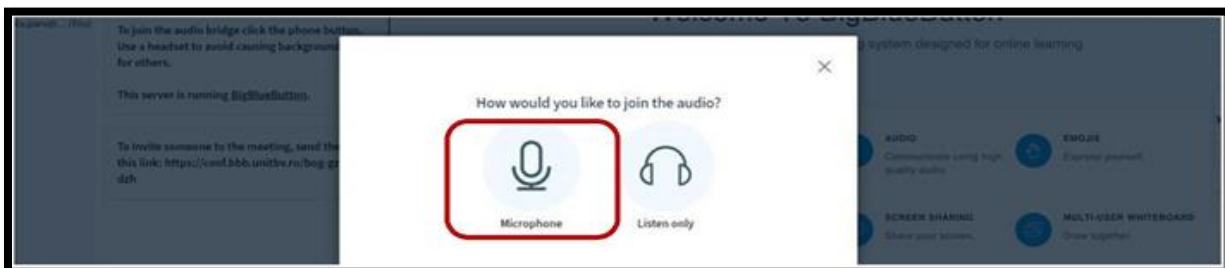 To join the audio bridge click the phone button.
Use a headset to avoid causing background
for others.
This server is running BigBlueButton.
To invite someone to the meeting, send the
this link: https://conf.bbb.unitbv.ro/bog-
dzh
Welcome To BigBlueButton
system designed for online learning
How would you like to join the audio?
Microphone
Listen only
AUDIO
Communicate using high
quality audio.
EMOJIS
Express yourself.
SCREEN SHARING
Share your screen.
MULTI-USER WHITEBOARD
Draw together.